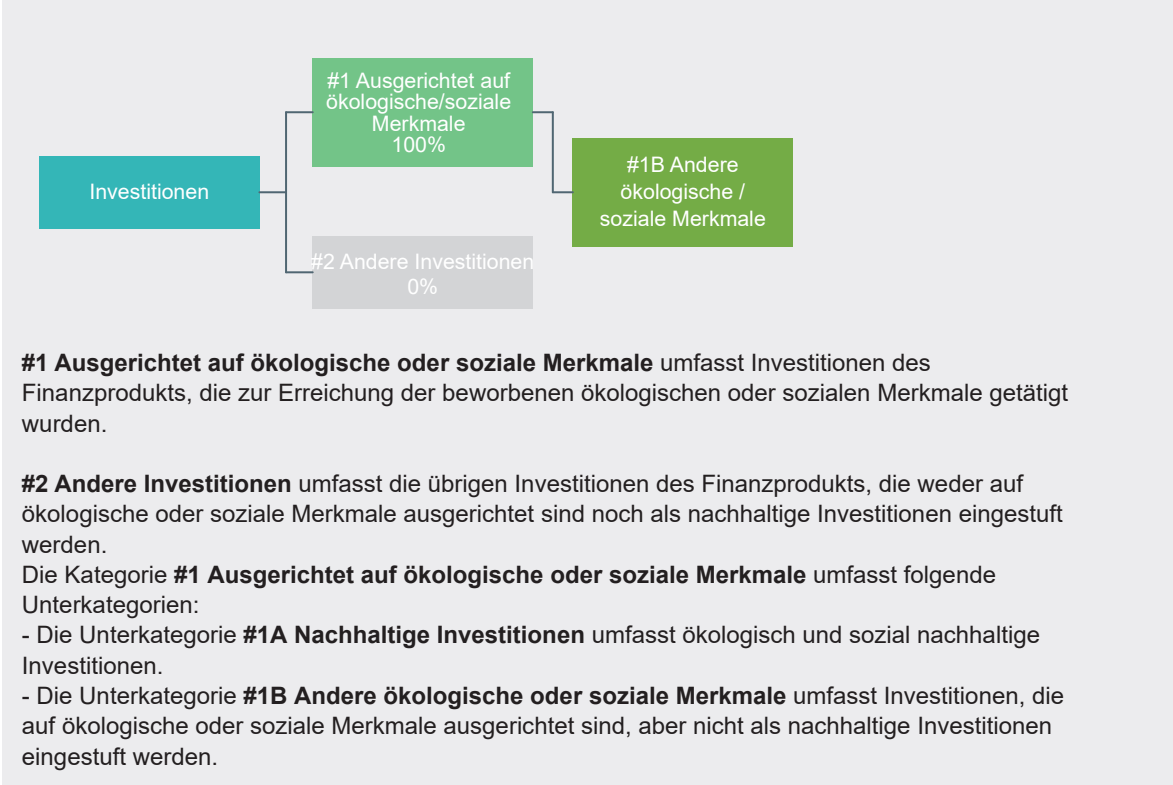 #1 Ausgerichtet auf
ökologische/soziale
Merkmale
100%
Investitionen
#1B Andere
ökologische /
soziale Merkmale
#2 Andere Investitionen
0%
#1 Ausgerichtet auf ökologische oder soziale Merkmale umfasst Investitionen des
Finanzprodukts, die zur Erreichung der beworbenen ökologischen oder sozialen Merkmale getätigt
wurden.
#2 Andere Investitionen umfasst die übrigen Investitionen des Finanzprodukts, die weder auf
ökologische oder soziale Merkmale ausgerichtet sind noch als nachhaltige Investitionen eingestuft
werden.
Die Kategorie #1 Ausgerichtet auf ökologische oder soziale Merkmale umfasst folgende
Unterkategorien:
- Die Unterkategorie #1A Nachhaltige Investitionen umfasst ökologisch und sozial nachhaltige
Investitionen.
- Die Unterkategorie #1B Andere ökologische oder soziale Merkmale umfasst Investitionen, die
auf ökologische oder soziale Merkmale ausgerichtet sind, aber nicht als nachhaltige Investitionen
eingestuft werden.